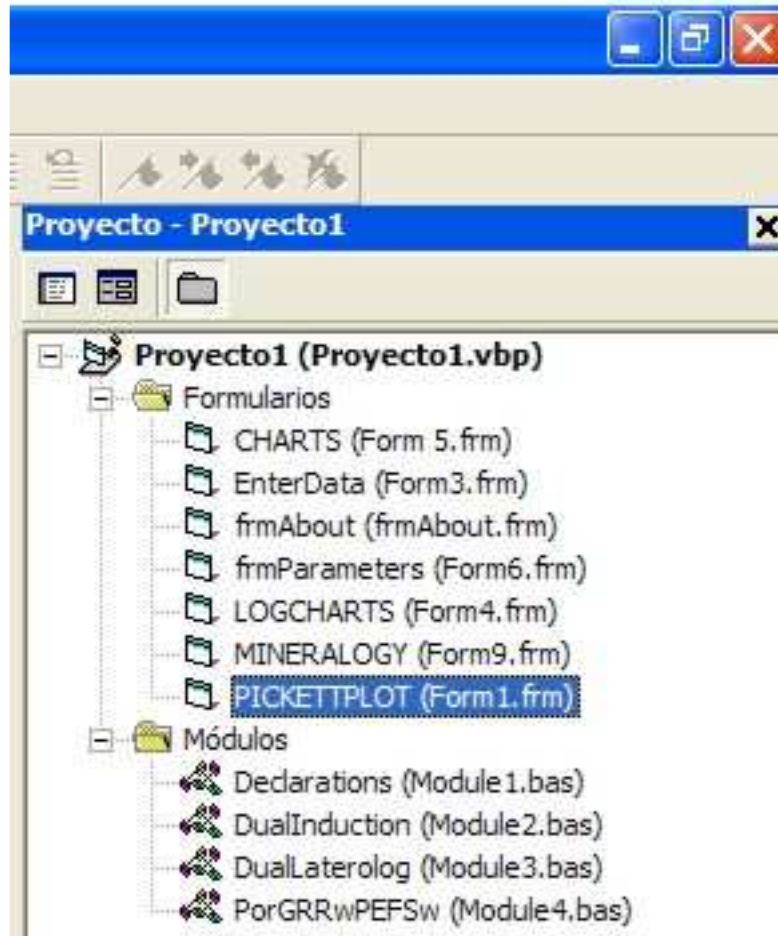 Proyecto - Proyecto1
Proyecto1 (Proyecto1.vbp)
Formularios
CHARTS (Form 5.frm)
EnterData (Form3.frm)
frmAbout (frmAbout.frm)
frmParameters (Form6.frm)
LOGCHARTS (Form4.frm)
MINERALOGY (Form9.frm)
PICKETTPLOT (Form1.frm)
Módulos
Declarations (Module1.bas)
DualInduction (Module2.bas)
DualLaterolog (Module3.bas)
PorGRRwPEFSw (Module4.bas)